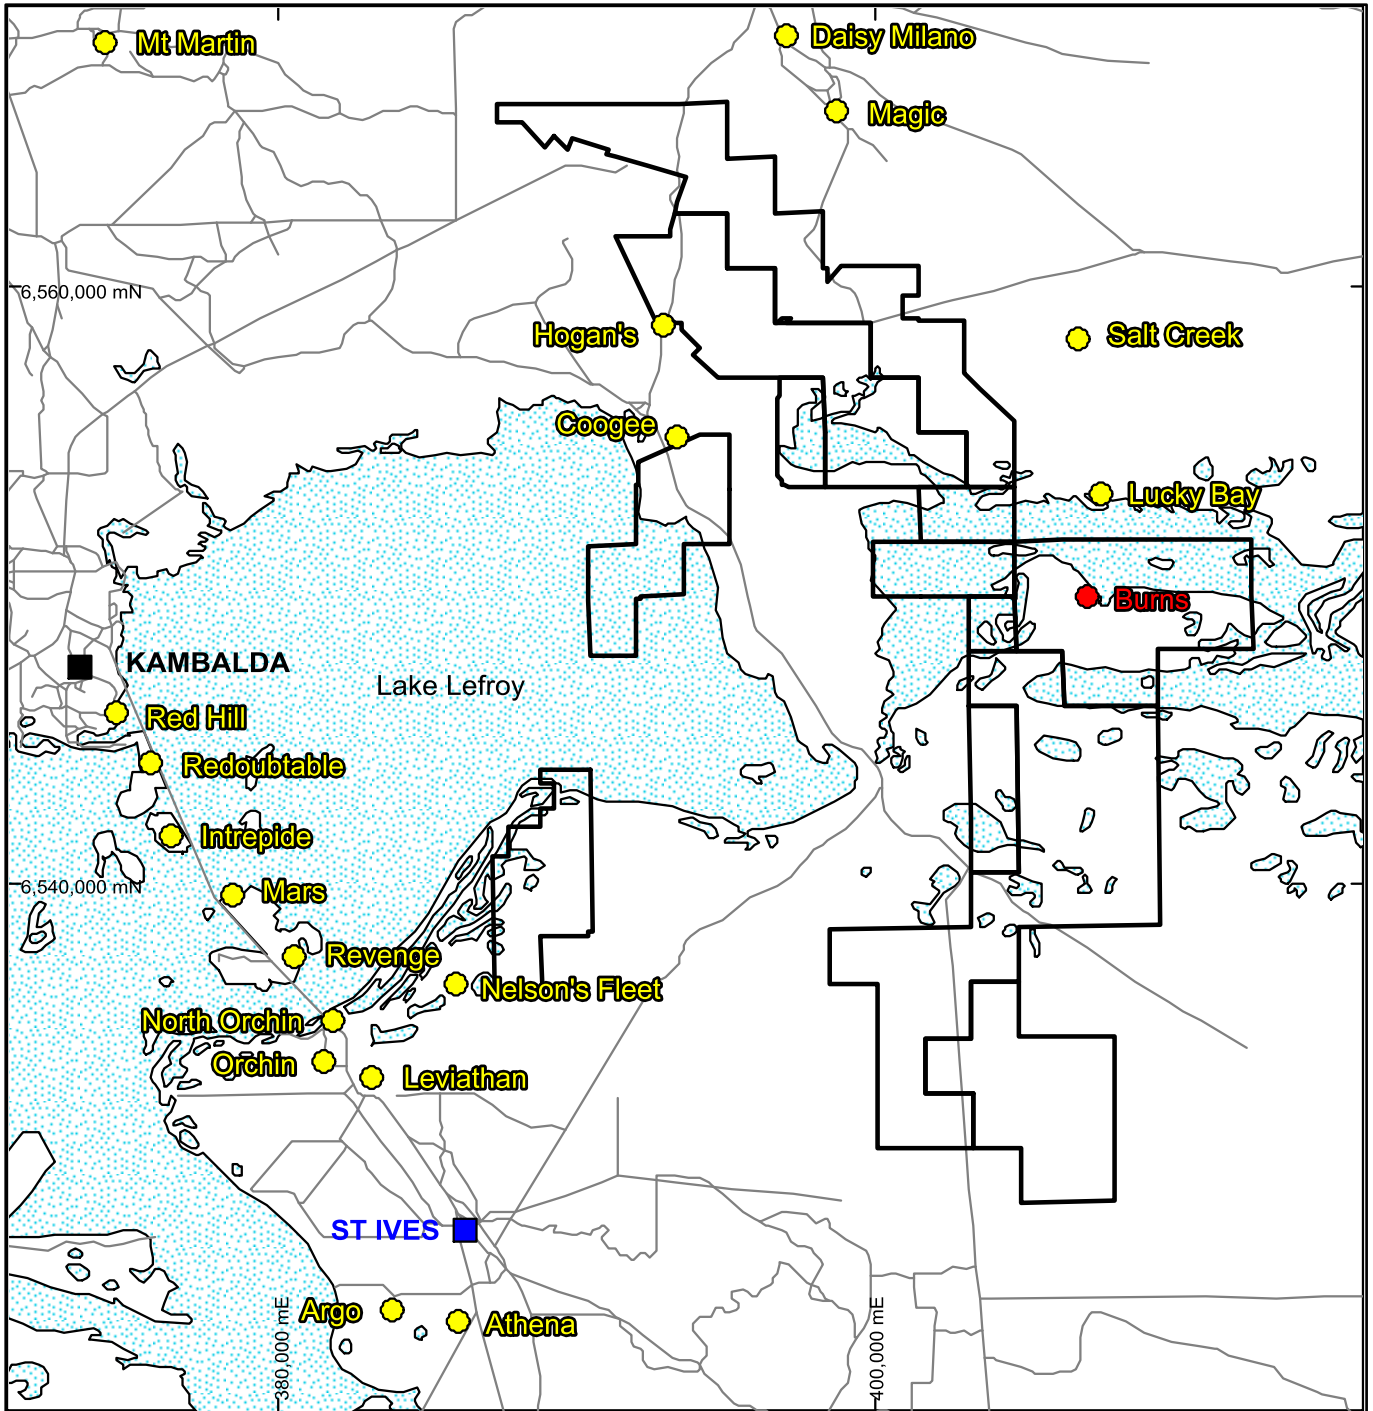 Mt Martin
Daisy Milano
Magic
6,560,000 mN
Hogan's
Salt Creek
Coogee
Lucky Bay
Burns
KAMBALDA
Lake Lefroy
Red Hill
Redoubtable
Intrepide
6,540,000 mN
Mars
Revenge
Nelson's Fleet
North Orchin
Orchin
Leviathan
ST IVES
Argo
Athena
380,000 mE
400,000 mE